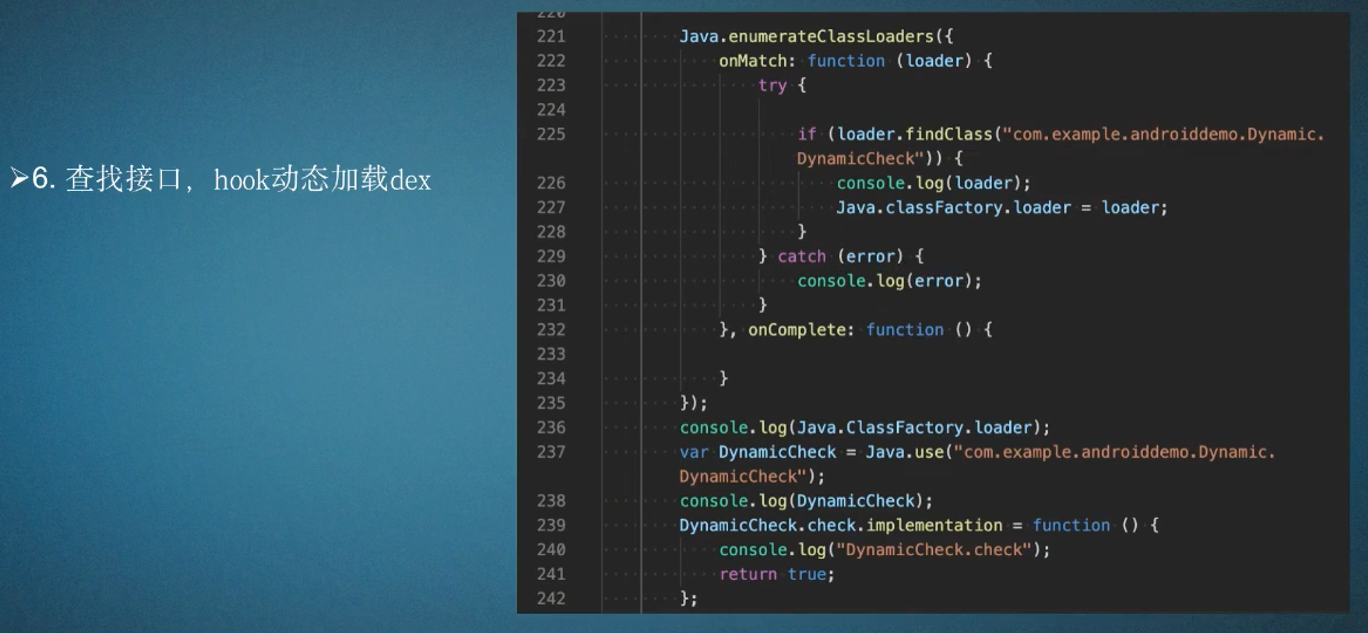 ➢6. 查找接口, hook动态加载dex
220
221 Java.enumerateClassLoaders({
222 onMatch: function (loader) {
223 try {
224
225 if (loader.findClass("com.example.androiddemo.Dynamic.
DynamicCheck")) {
226 console.log(loader);
227 Java.classFactory.loader = loader;
228 }
229 } catch (error) {
230 console.log(error);
231 }
232 }, onComplete: function () {
233
234 }
235 });
236 console.log(Java.ClassFactory.loader);
237 var DynamicCheck = Java.use("com.example.androiddemo.Dynamic.
DynamicCheck");
238 console.log(DynamicCheck);
239 DynamicCheck.check.implementation = function () {
240 console.log("DynamicCheck.check");
241 return true;
242 };